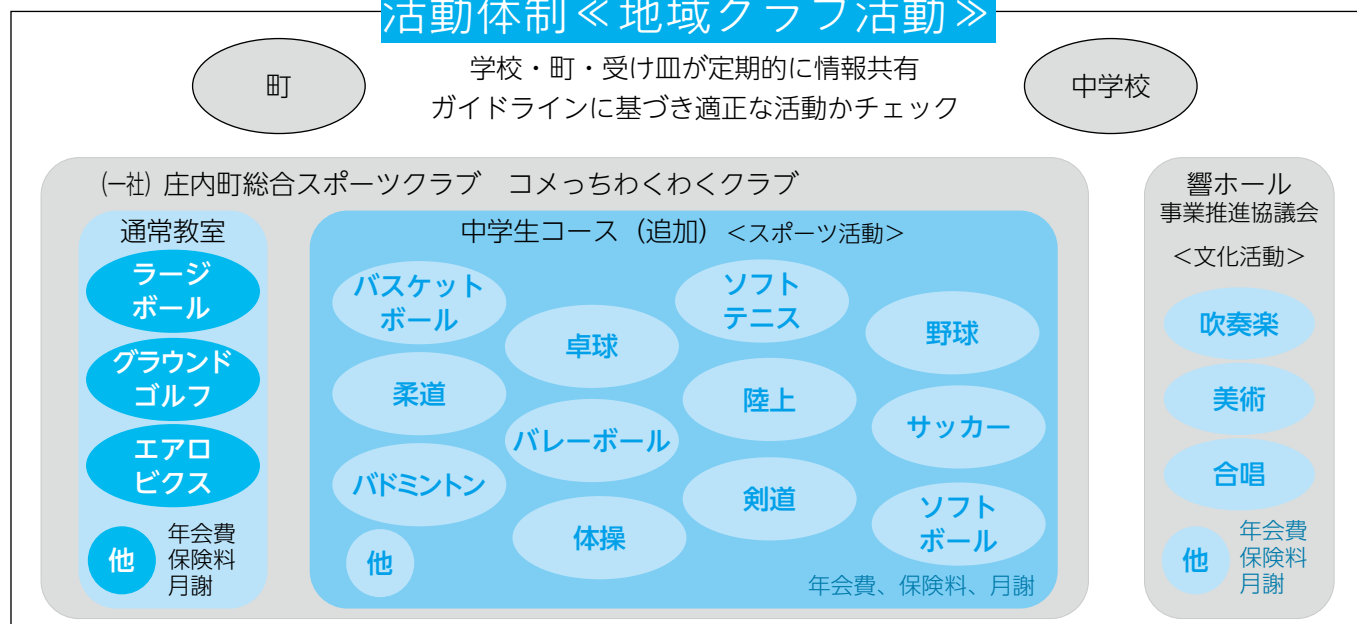 活動体制≪地域クラブ活動≫
町
学校・町・受け皿が定期的に情報共有
ガイドラインに基づき適正な活動かチェック
中学校
(一社) 庄内町総合スポーツクラブ　コメっちわくわくクラブ
通常教室
ラージ
ボール
グラウンド
ゴルフ
エアロ
ビクス
他
年会費
保険料
月謝
中学生コース（追加）＜スポーツ活動＞
バスケット
ボール
卓球
ソフト
テニス
野球
柔道
バレーボール
陸上
サッカー
バドミントン
体操
剣道
ソフト
ボール
他
年会費、保険料、月謝
響ホール
事業推進協議会
＜文化活動＞
吹奏楽
美術
合唱
他
年会費
保険料
月謝